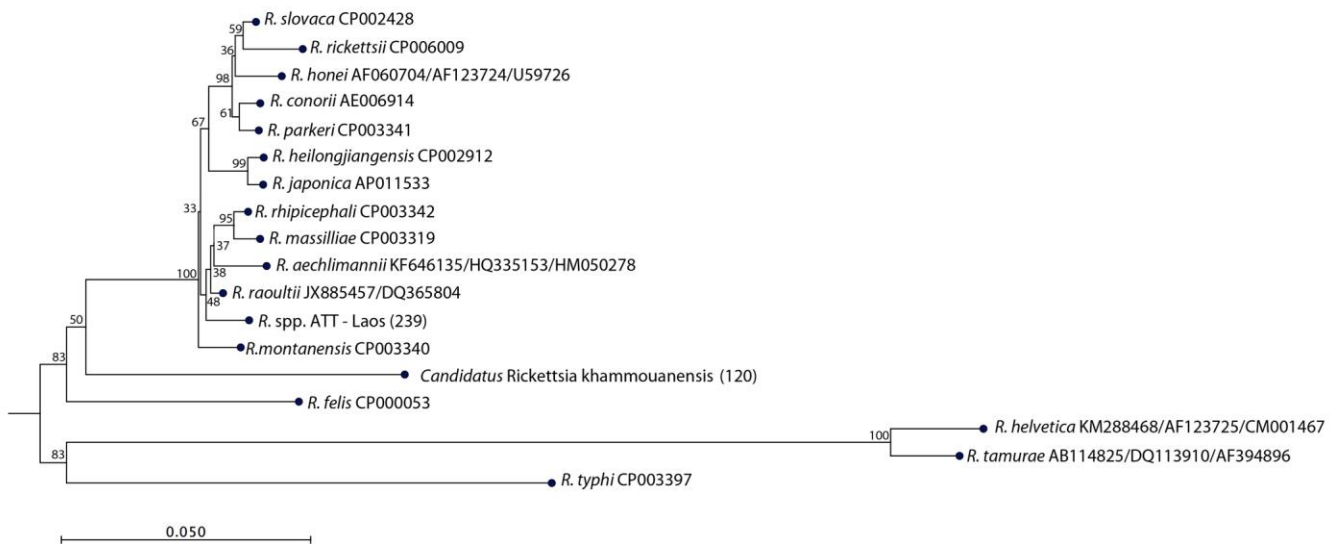 R. slovaca CP002428
59
R. rickettsii CP006009
36
R. honei AF060704/AF123724/U59726
98
R. conorii AE006914
61
R. parkeri CP003341
67
R. heilongjiangensis CP002912
99
R. japonica AP011533
R. rhipicephali CP003342
33
95
R. massilliae CP003319
37
R. aechlimannii KF646135/HQ335153/HM050278
100
38
R. raoultii JX885457/DQ365804
48
R. spp. ATT - Laos (239)
50
R.montanensis CP003340
83
Candidatus Rickettsia khammouanensis (120)
R. felis CP000053
R. helvetica KM288468/AF123725/CM001467
100
R. tamurae AB114825/DQ113910/AF394896
83
R. typhi CP003397
0.050